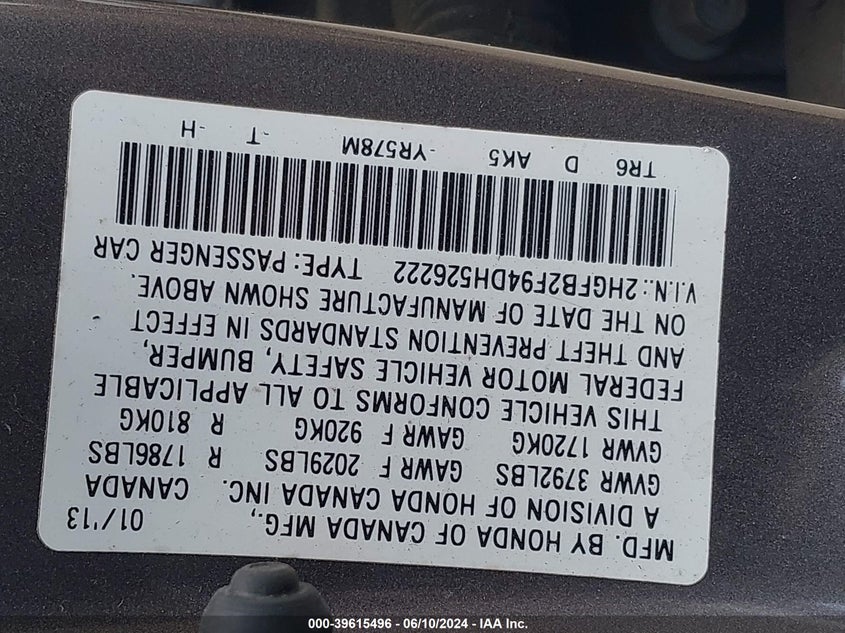 MFD. BY HONDA OF CANADA MFG., 01/'13
A DIVISION OF HONDA CANADA INC. CANADA
GVWR 3792LBS GAWR F 2029LBS R 1786LBS
GVWR 1720KG GAWR F 920KG R 810KG
THIS VEHICLE CONFORMS TO ALL APPLICABLE
FEDERAL MOTOR VEHICLE SAFETY, BUMPER,
AND THEFT PREVENTION STANDARDS IN EFFECT
ON THE DATE OF MANUFACTURE SHOWN ABOVE.
V.I.N.: 2HGFB2F94DH526222 TYPE: PASSENGER CAR
TR6 D AK5 -YR578M -T -H
000-39615496 - 06/10/2024 - IAA Inc.